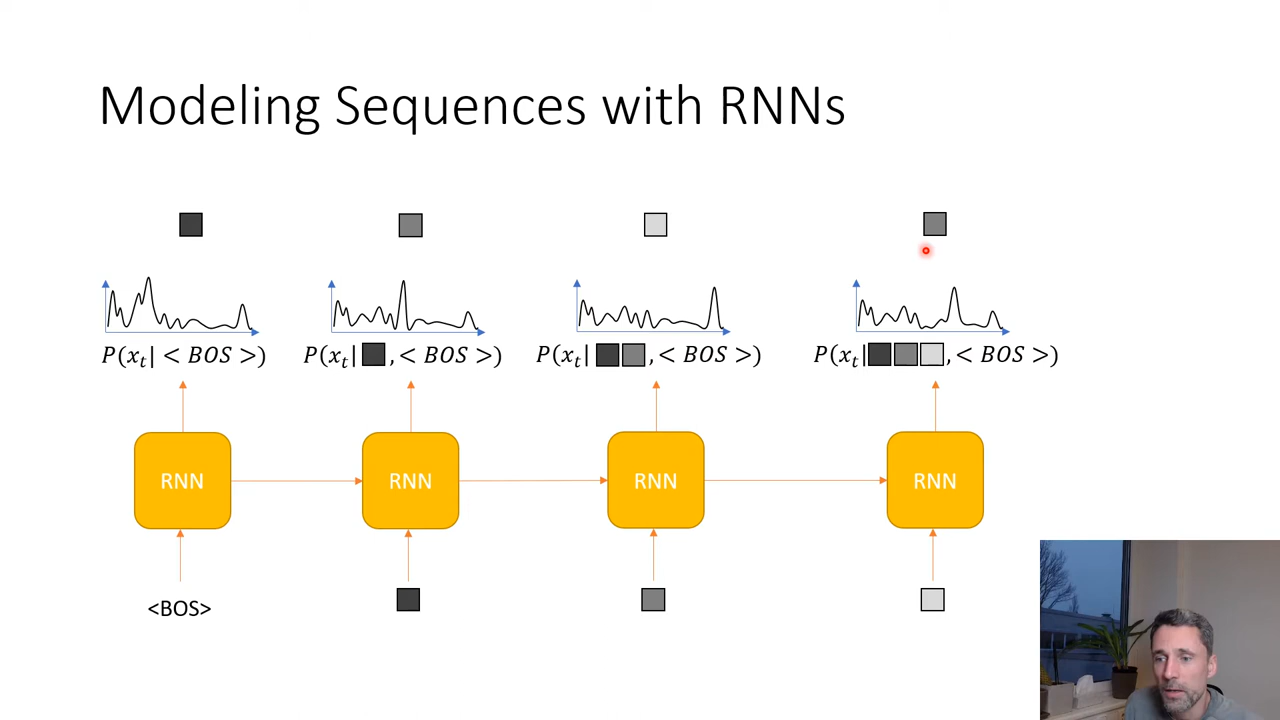 Modeling Sequences with RNNs
P(x_t| < BOS >)
P(x_t| , < BOS >)
P(x_t| , < BOS >)
P(x_t| , < BOS >)
RNN
RNN
RNN
RNN
<BOS>